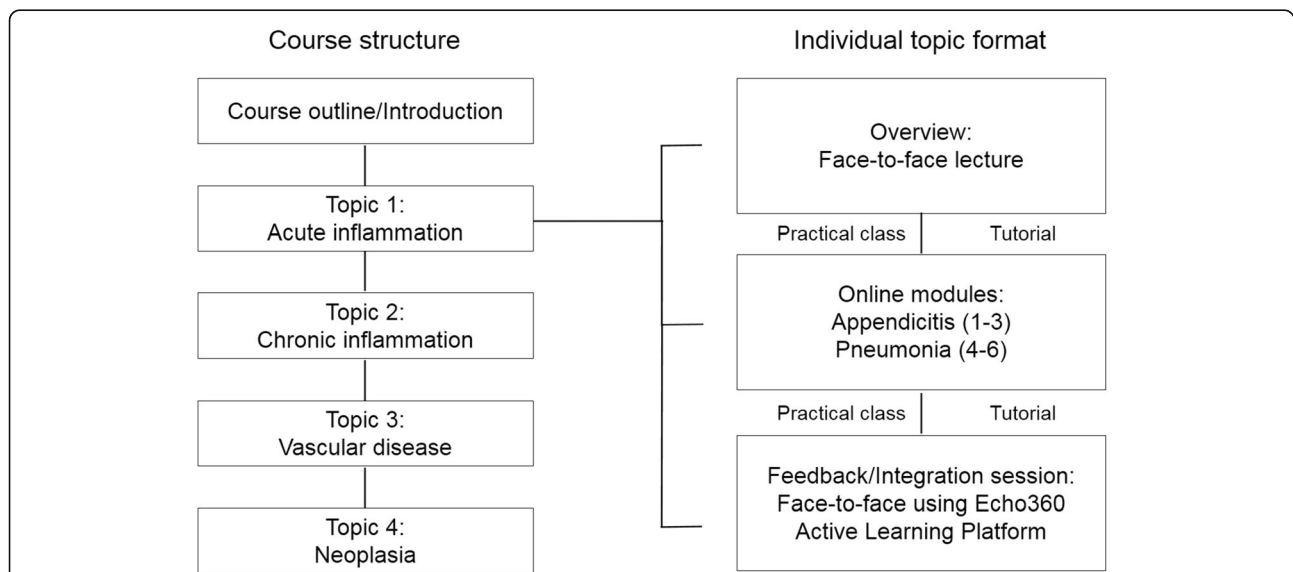 Course structure
Course outline/Introduction
Topic 1:
Acute inflammation
Topic 2:
Chronic inflammation
Topic 3:
Vascular disease
Topic 4:
Neoplasia
Individual topic format
Overview:
Face-to-face lecture
Practical class
Tutorial
Online modules:
Appendicitis (1-3)
Pneumonia (4-6)
Practical class
Tutorial
Feedback/Integration session:
Face-to-face using Echo360
Active Learning Platform